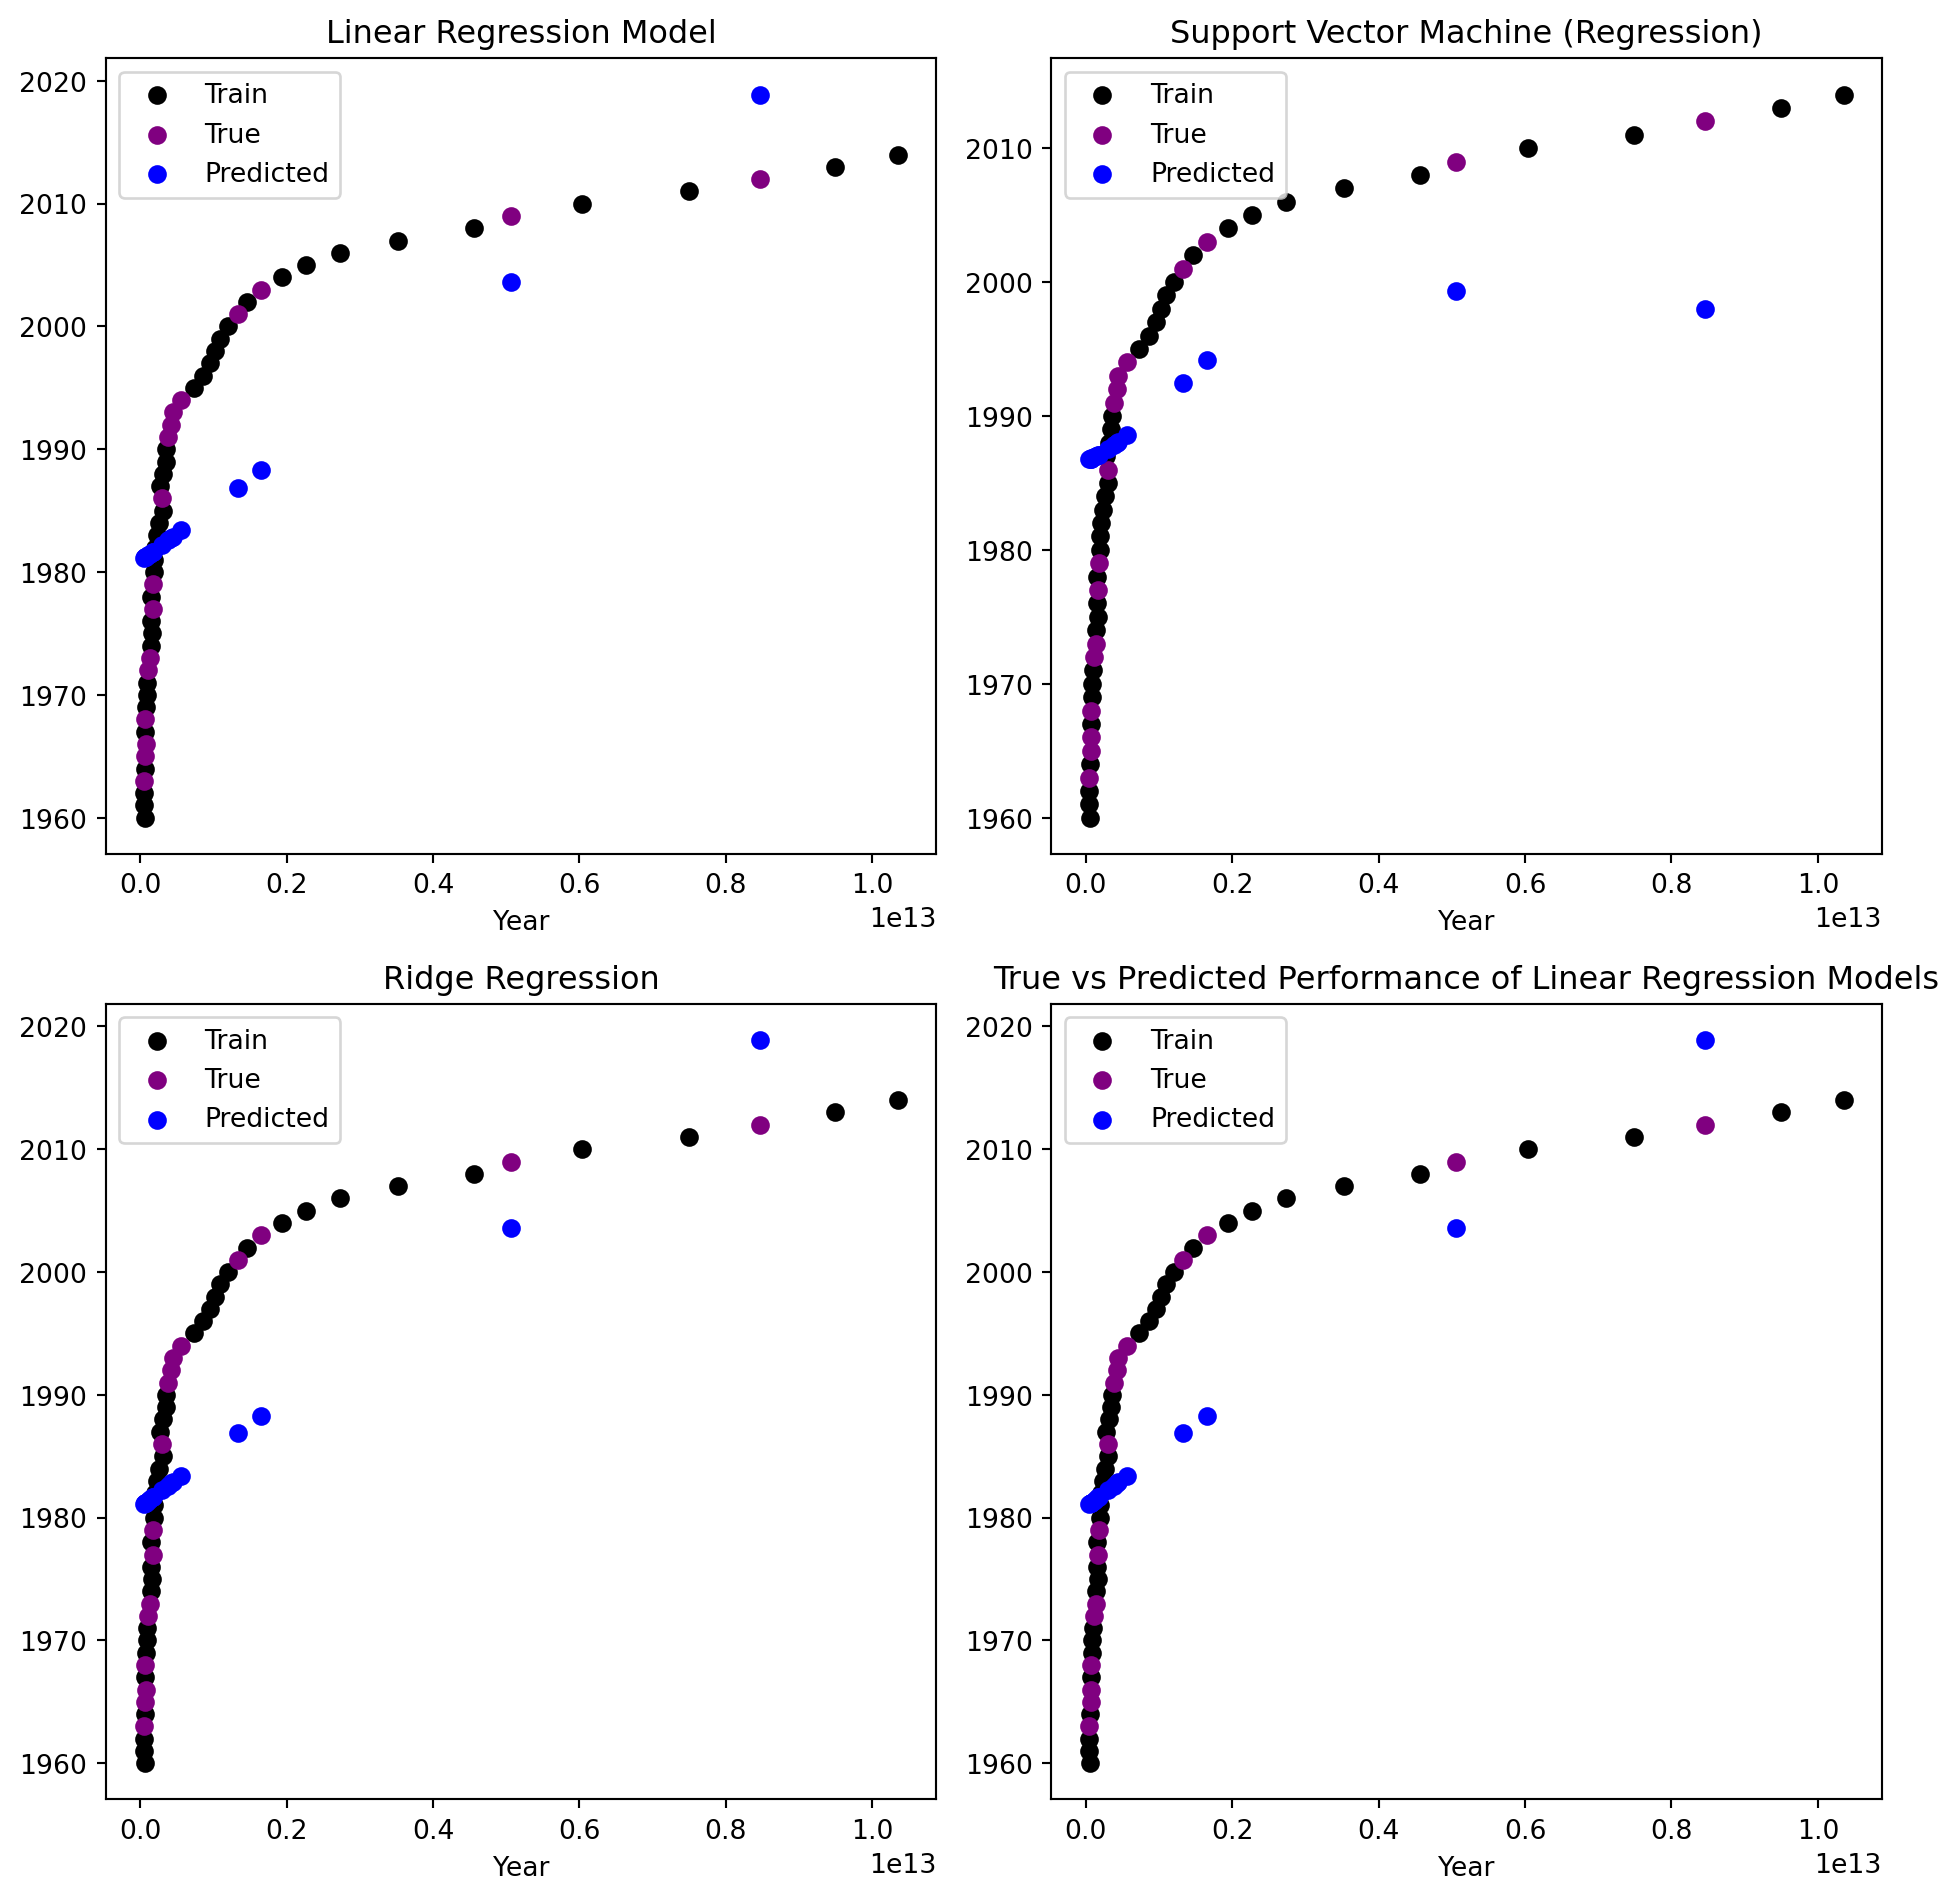 Linear Regression Model
2020
2010
2000
1990
1980
1970
1960
Train
True
Predicted
0.0 0.2 0.4 0.6 0.8 1.0
1e13
Year
Support Vector Machine (Regression)
2010
2000
1990
1980
1970
1960
Train
True
Predicted
0.0 0.2 0.4 0.6 0.8 1.0
1e13
Year
Ridge Regression
2020
2010
2000
1990
1980
1970
1960
Train
True
Predicted
0.0 0.2 0.4 0.6 0.8 1.0
1e13
Year
True vs Predicted Performance of Linear Regression Models
2020
2010
2000
1990
1980
1970
1960
Train
True
Predicted
0.0 0.2 0.4 0.6 0.8 1.0
1e13
Year